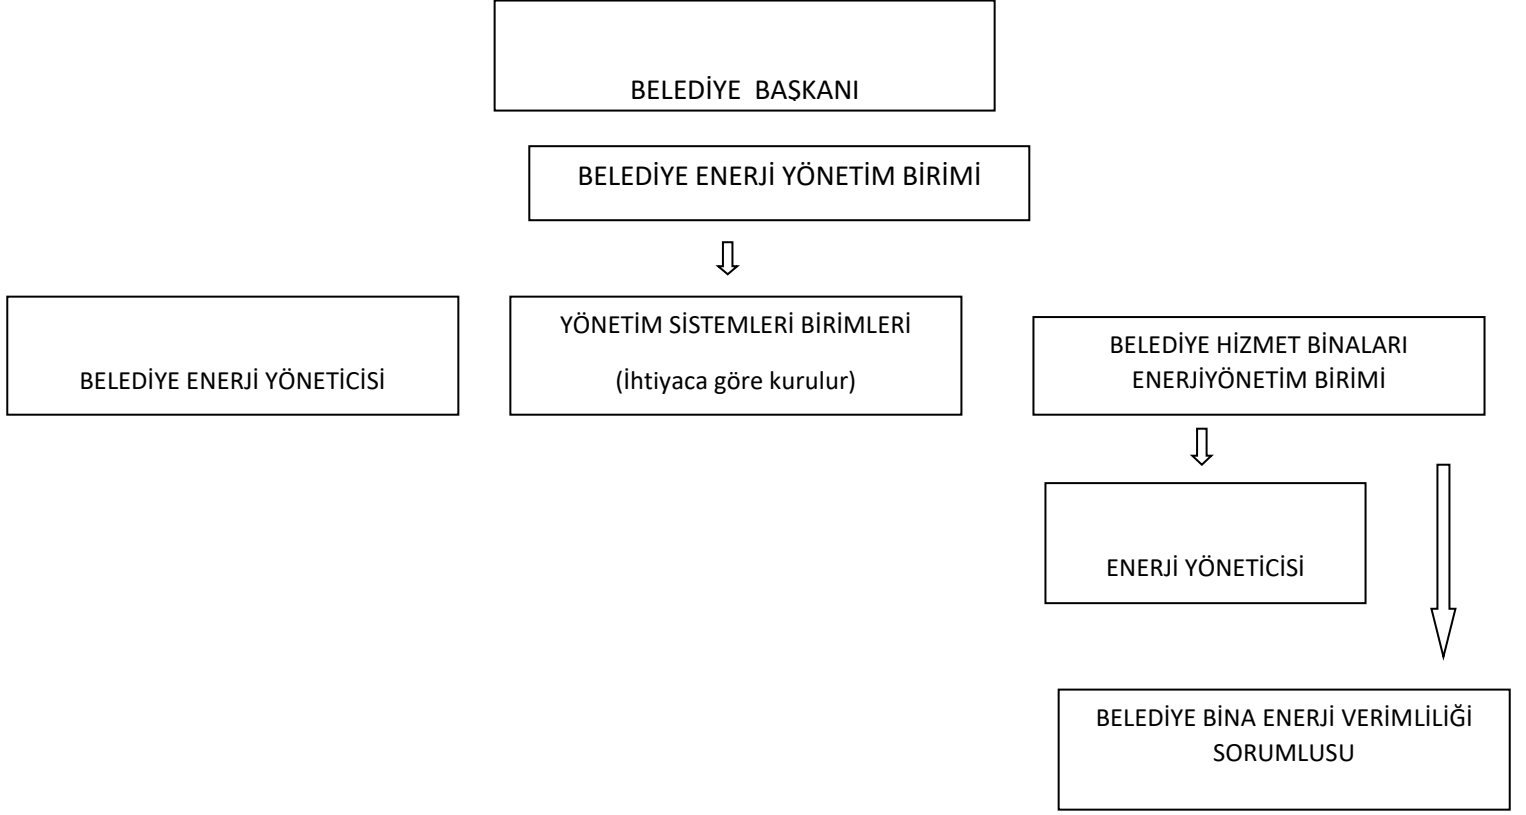 BELEDİYE  BAŞKANI
BELEDİYE ENERJİ YÖNETİM BİRİMİ
BELEDİYE ENERJİ YÖNETİCİSİ
YÖNETİM SİSTEMLERİ BİRİMLERİ
(İhtiyaca göre kurulur)
BELEDİYE HİZMET BİNALARI
ENERJİYÖNETİM BİRİMİ
ENERJİ YÖNETİCİSİ
BELEDİYE BİNA ENERJİ VERİMLİLİĞİ
SORUMLUSU